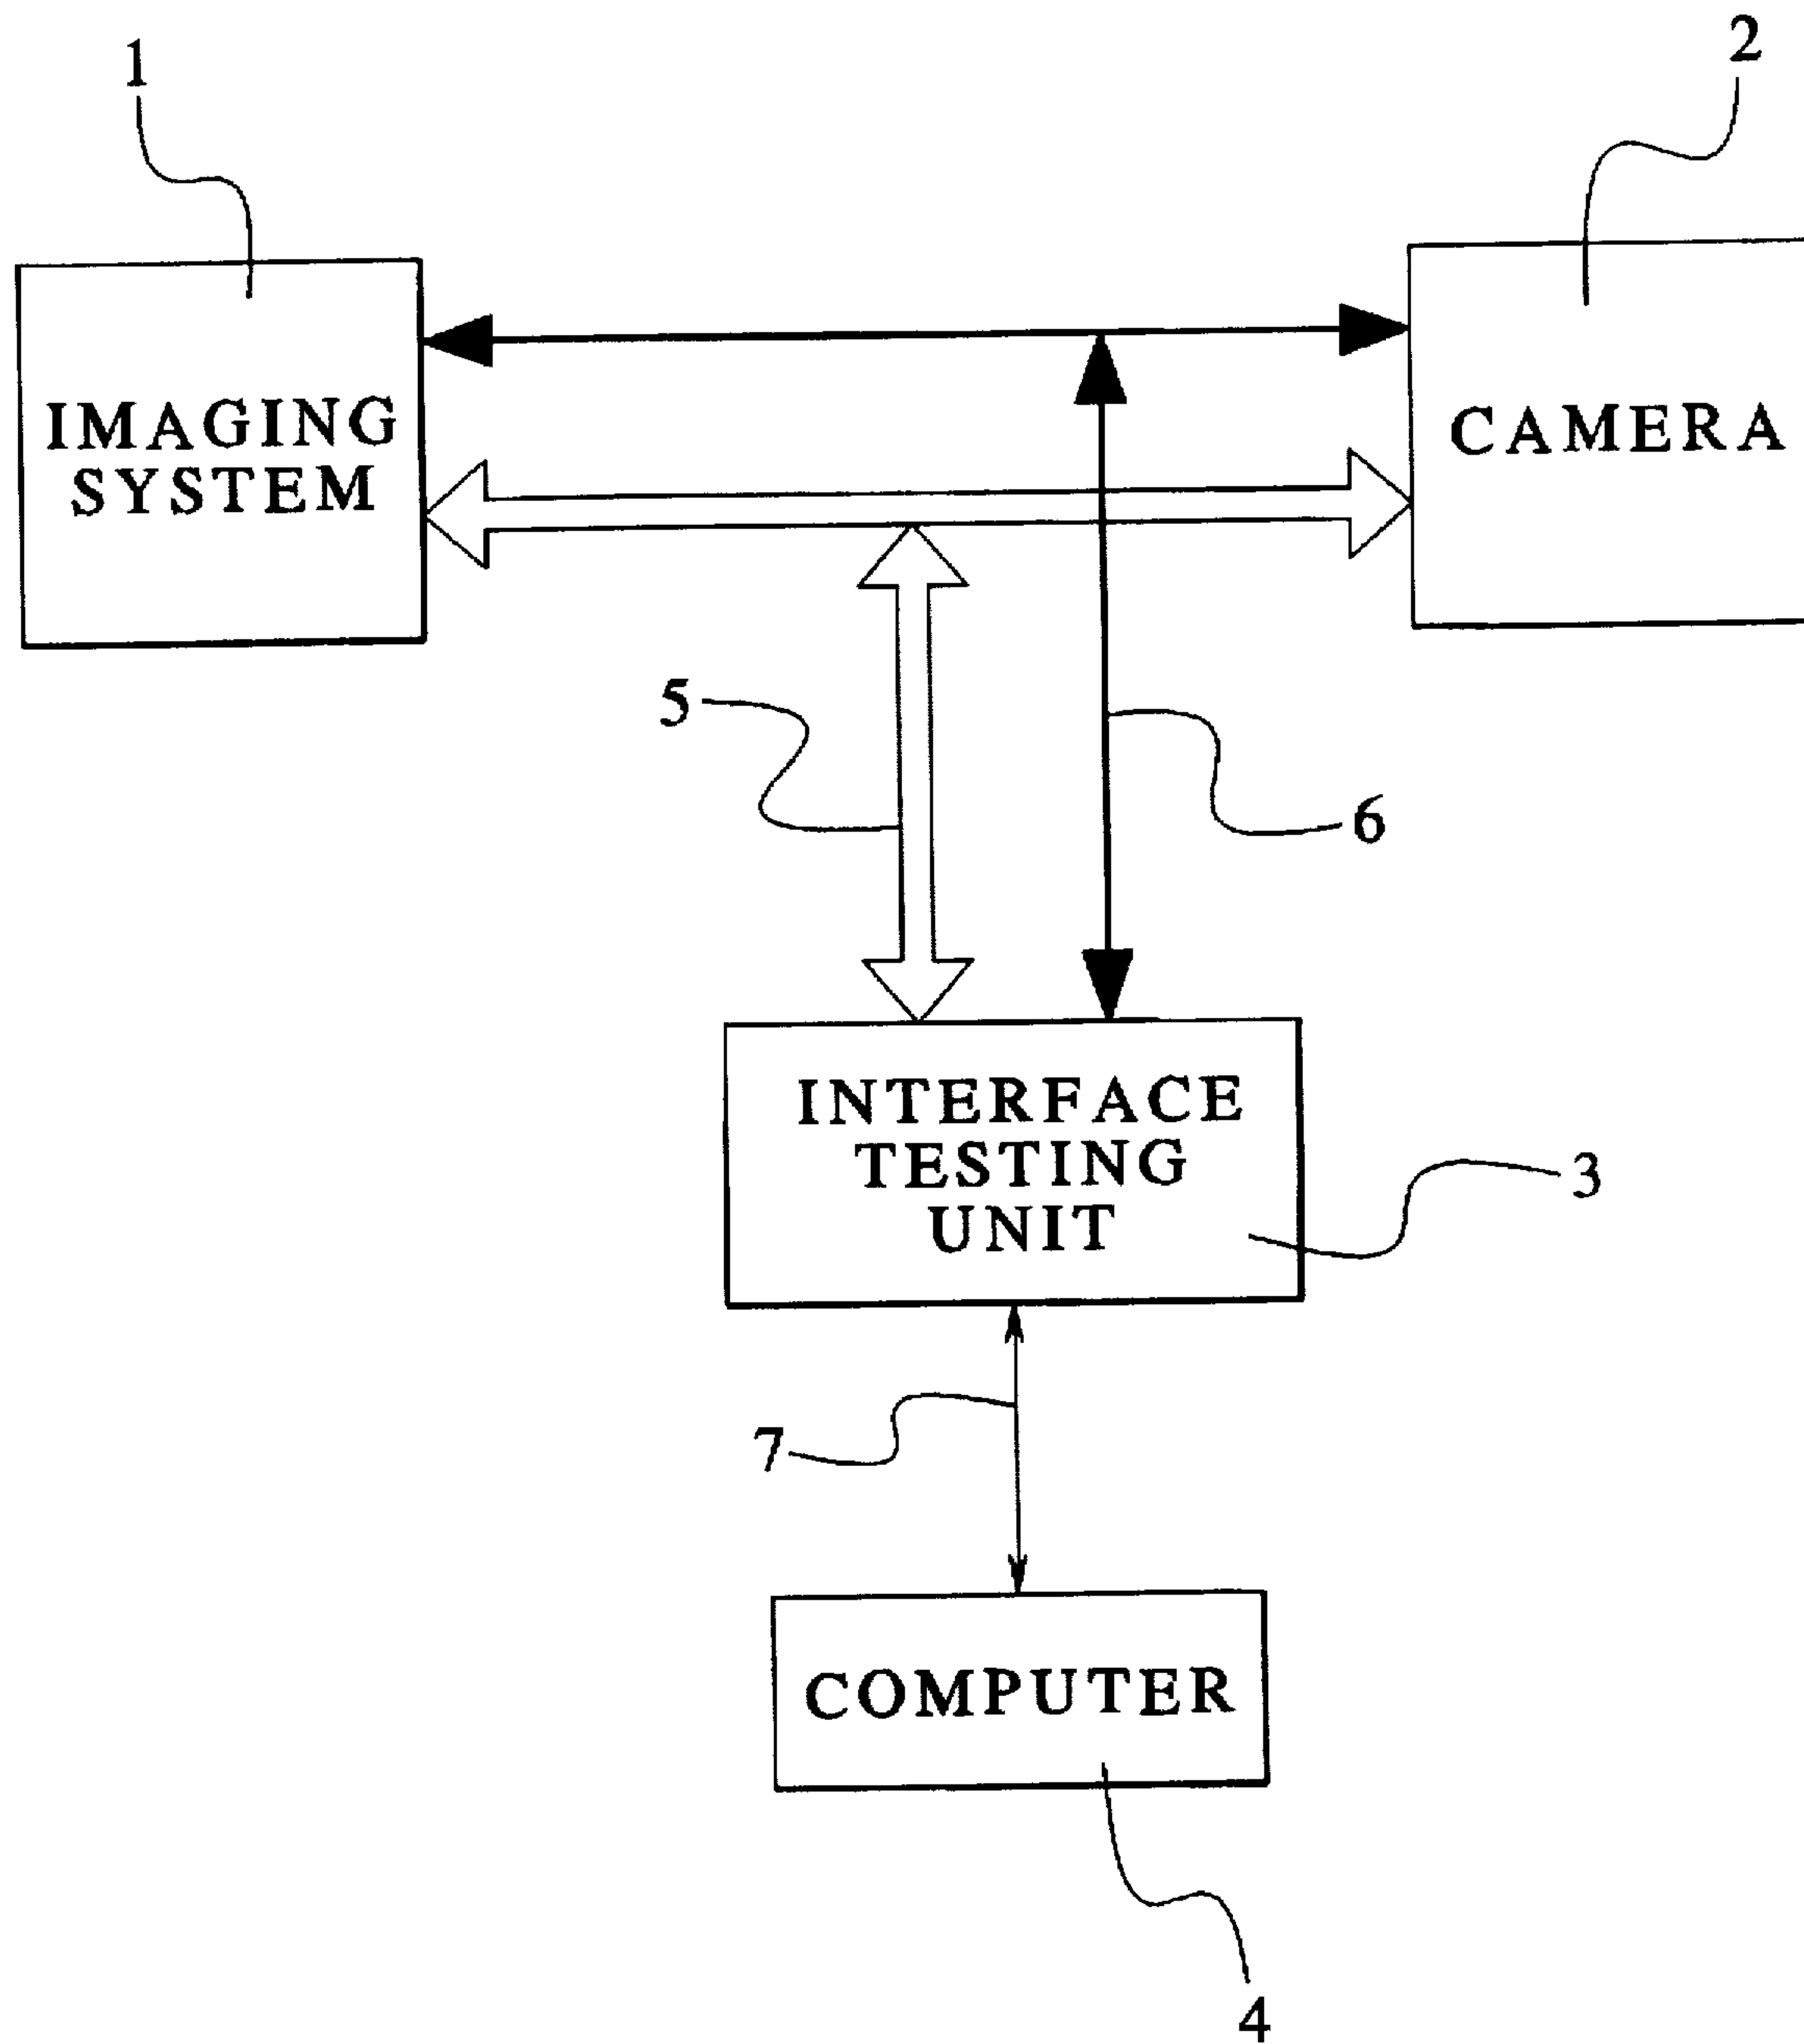 1
2
IMAGING
SYSTEM
CAMERA
5
6
INTERFACE
TESTING
UNIT
3
7
COMPUTER
4